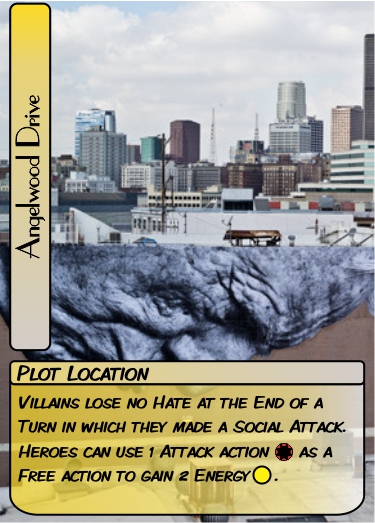 Angelwood Drive
Plot Location
Villains lose no Hate at the End of a
Turn in which they made a Social Attack.
Heroes can use 1 Attack action as a
Free action to gain 2 Energy .